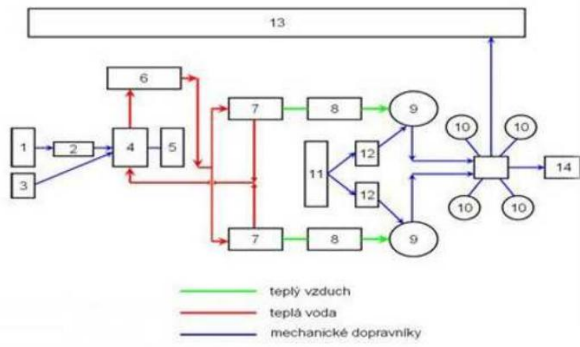 13
6
7 8 9
10 10
1 2 4 5
12
11
14
3
12
10 10
7 8 9
teplý vzduch
teplá voda
mechanické dopravníky